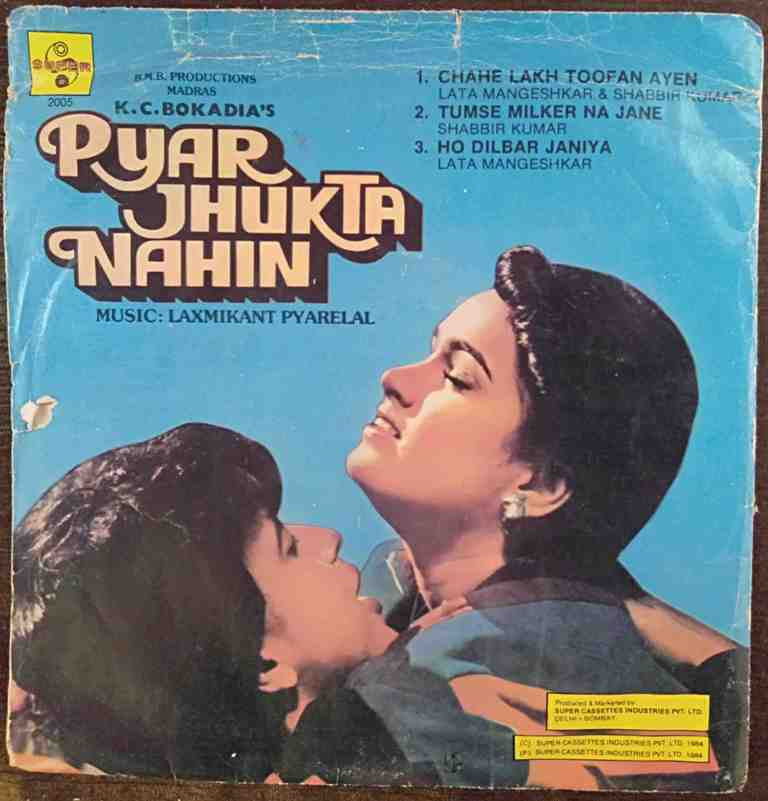 SUPER
2005
B.M.B. PRODUCTIONS
MADRAS
K.C. BOKADIA'S
PYAR
JHUKTA
NAHIN
MUSIC: LAXMIKANT PYARELAL
1. CHAHE LAKH TOOFAN AYEN
LATA MANGESHKAR & SHABBIR KUMAR
2. TUMSE MILKER NA JANE
SHABBIR KUMAR
3. HO DILBAR JANIYA
LATA MANGESHKAR
Produced & Marketed by:
SUPER CASSETTES INDUSTRIES PVT. LTD.
DELHI • BOMBAY
(C): SUPER CASSETTES INDUSTRIES PVT. LTD. 1984
(P): SUPER CASSETTES INDUSTRIES PVT. LTD. 1984